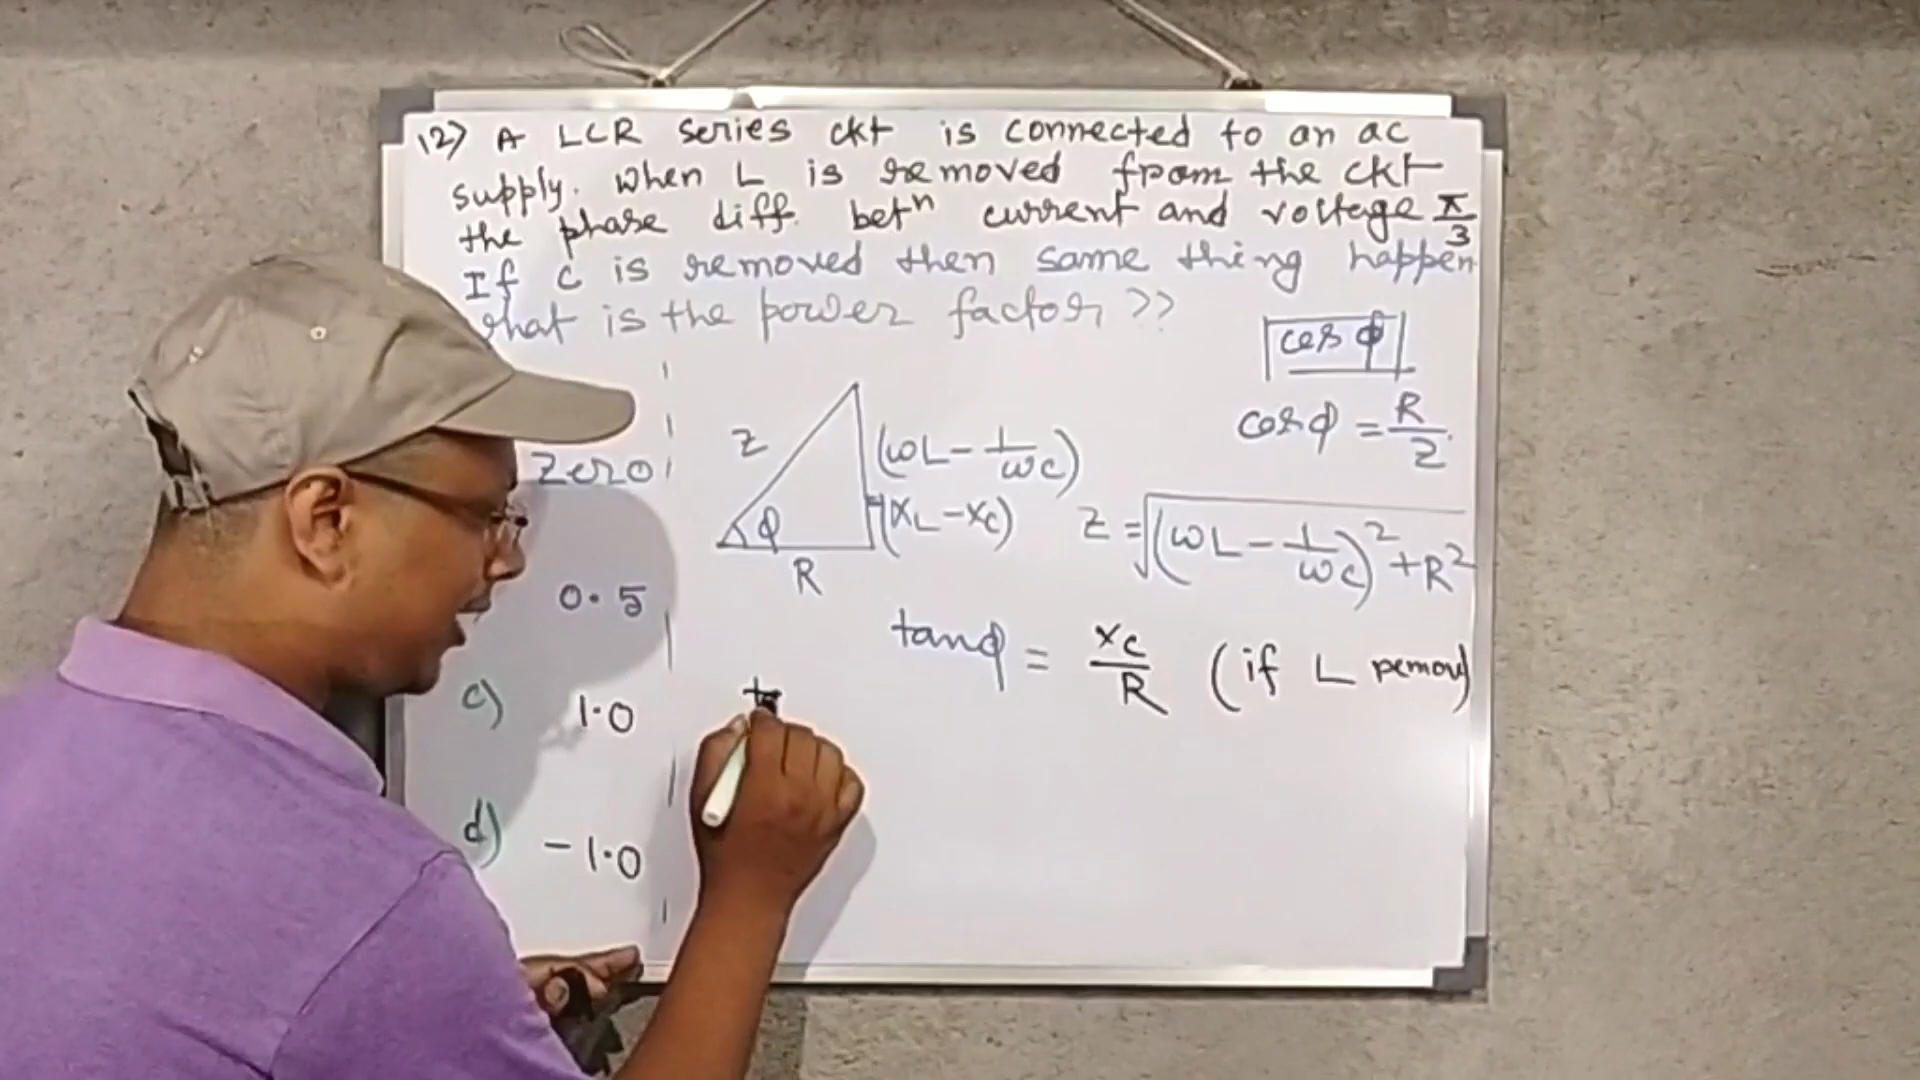 12) A LCR series ckt is connected to an ac
supply. When L is removed from the ckt
the phase diff. betⁿ current and voltage π/3
If C is removed then same thing happen
what is the power factor ??
cos φ
cosφ = R/Z
Z
(ωL - 1/ωC)
φ
(XL - XC)
R
Z = √(ωL - 1/ωC)² + R²
Zero
0.5
c) 1.0
d) -1.0
tanφ = XC/R (if L remov)